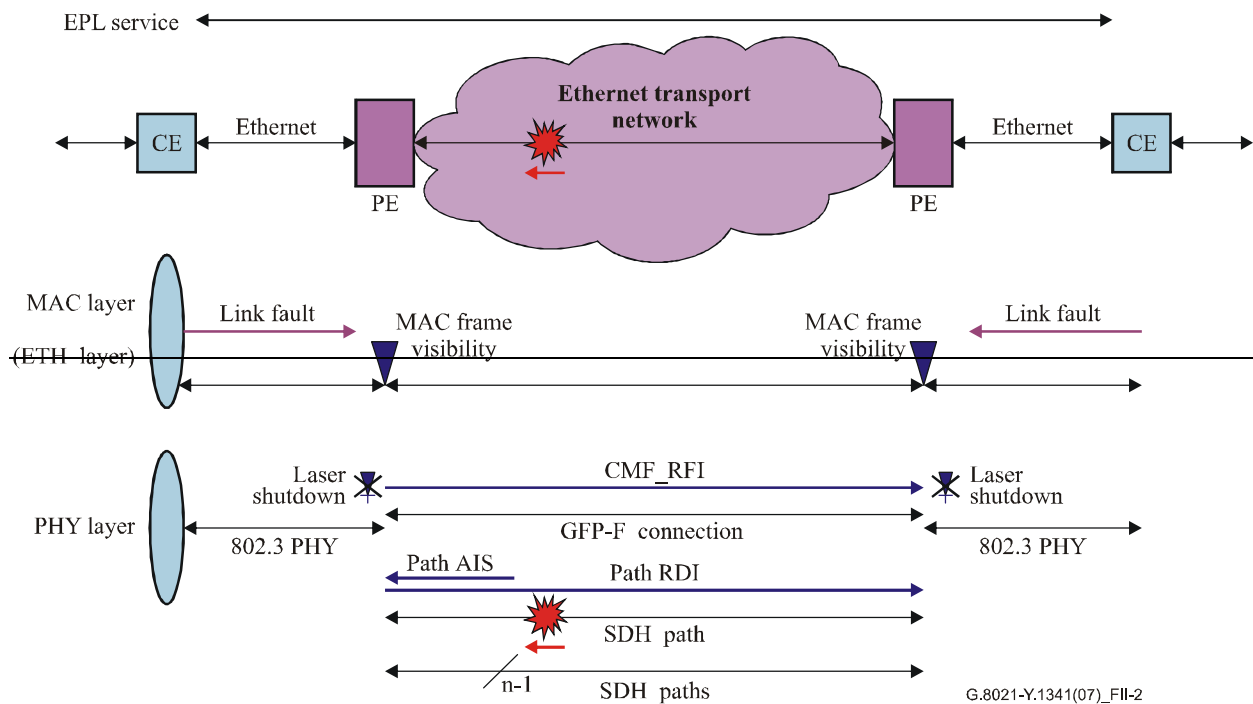 EPL service
Ethernet transport
network
CE
Ethernet
Ethernet
CE
PE
PE
MAC layer
Link fault
MAC frame
visibility
MAC frame
visibility
Link fault
(ETH layer)
Laser
shutdown
CMF_RFI
Laser
shutdown
PHY layer
802.3 PHY
GFP-F connection
802.3 PHY
Path AIS
Path RDI
SDH path
n-1
SDH paths
G.8021-Y.1341(07)_FII-2